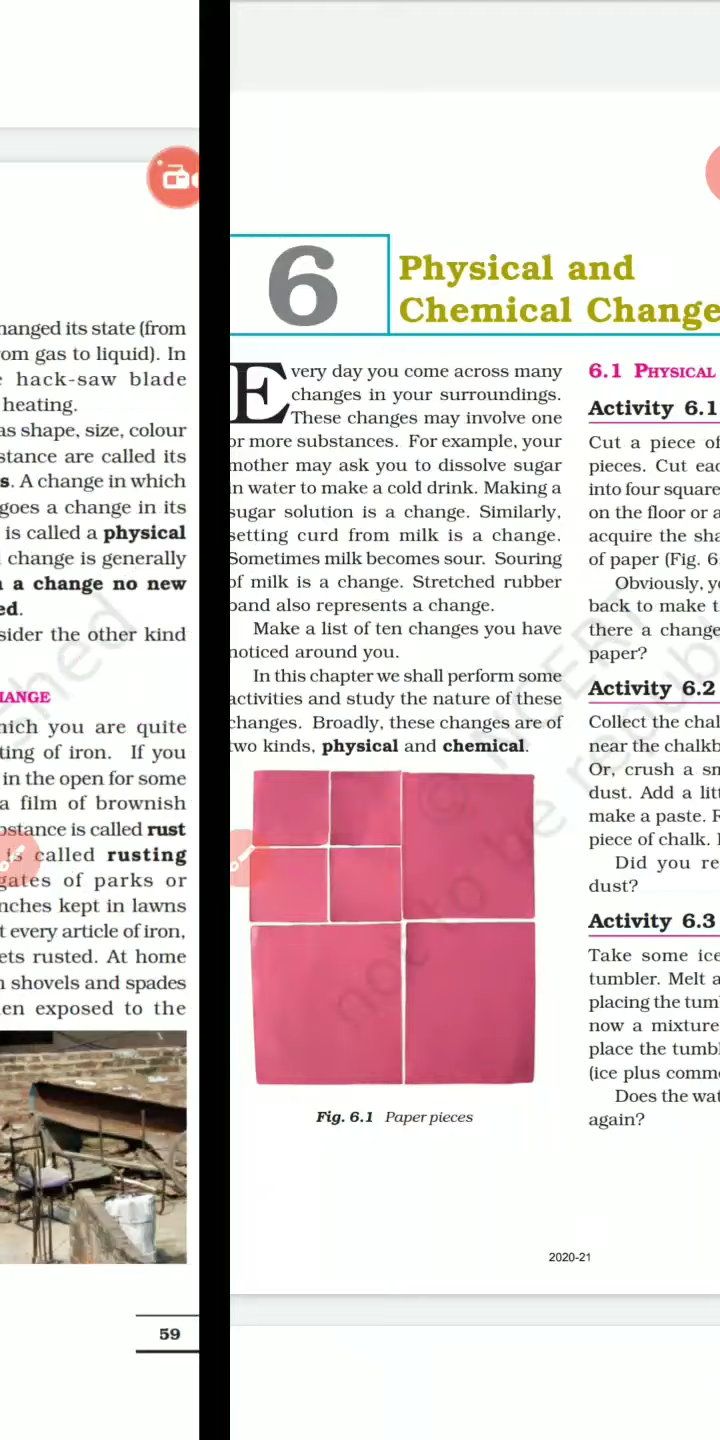 hanged its state (from
om gas to liquid). In
hack-saw blade
heating.
as shape, size, colour
stance are called its
s. A change in which
goes a change in its
is called a physical
change is generally
a change no new
ed.
sider the other kind
HANGE
hich you are quite
ting of iron. If you
in the open for some
a film of brownish
bstance is called rust
is called rusting
gates of parks or
nches kept in lawns
t every article of iron,
ets rusted. At home
n shovels and spades
en exposed to the
59
6
Physical and
Chemical Change
Every day you come across many
changes in your surroundings.
These changes may involve one
or more substances. For example, your
mother may ask you to dissolve sugar
in water to make a cold drink. Making a
sugar solution is a change. Similarly,
setting curd from milk is a change.
Sometimes milk becomes sour. Souring
of milk is a change. Stretched rubber
band also represents a change.
Make a list of ten changes you have
noticed around you.
In this chapter we shall perform some
activities and study the nature of these
changes. Broadly, these changes are of
two kinds, physical and chemical.
Fig. 6.1 Paper pieces
6.1 PHYSICAL
Activity 6.1
Cut a piece of
pieces. Cut eac
into four square
on the floor or a
acquire the sha
of paper (Fig. 6
Obviously, yo
back to make t
there a change
paper?
Activity 6.2
Collect the chal
near the chalkb
Or, crush a sm
dust. Add a litt
make a paste. R
piece of chalk. 
Did you re
dust?
Activity 6.3
Take some ice
tumbler. Melt a
placing the tum
now a mixture
place the tumbl
(ice plus comm
Does the wat
again?
2020-21
© NCERT
not to be republ
shed